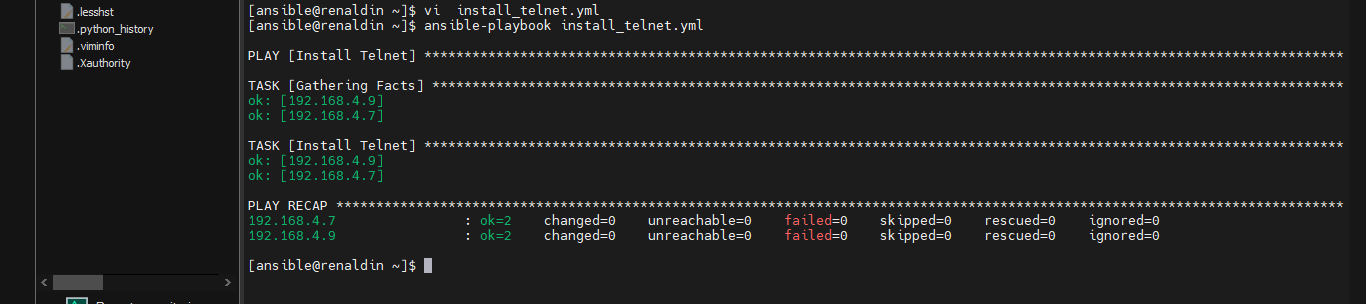 .lesshst
.python_history
.viminfo
.Xauthority
[ansible@renaldin ~]$ vi  install_telnet.yml
[ansible@renaldin ~]$ ansible-playbook install_telnet.yml
PLAY [Install Telnet] *******************************************************************************************************************
TASK [Gathering Facts] ******************************************************************************************************************
ok: [192.168.4.9]
ok: [192.168.4.7]
TASK [Install Telnet] *******************************************************************************************************************
ok: [192.168.4.9]
ok: [192.168.4.7]
PLAY RECAP ******************************************************************************************************************************
192.168.4.7                : ok=2    changed=0    unreachable=0    failed=0    skipped=0    rescued=0    ignored=0
192.168.4.9                : ok=2    changed=0    unreachable=0    failed=0    skipped=0    rescued=0    ignored=0
[ansible@renaldin ~]$